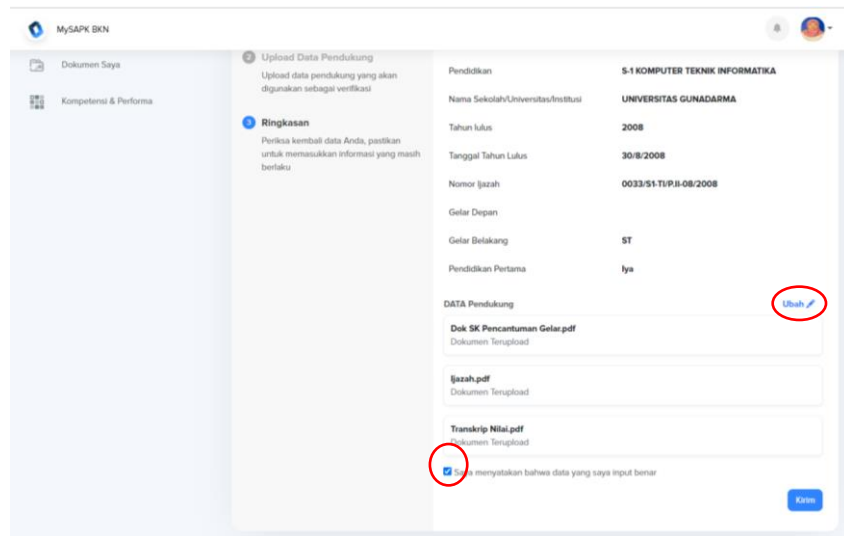 MySAPK BKN
Dokumen Saya
Kompetensi & Performa
2 Upload Data Pendukung
Upload data pendukung yang akan
digunakan sebagai verifikasi
3 Ringkasan
Periksa kembali data Anda, pastikan
untuk memasukkan informasi yang masih
berlaku
Pendidikan S-1 KOMPUTER TEKNIK INFORMATIKA
Nama Sekolah/Universitas/Institusi UNIVERSITAS GUNADARMA
Tahun lulus 2008
Tanggal Tahun Lulus 30/8/2008
Nomor Ijazah 0033/S1-TI/P.II-08/2008
Gelar Depan
Gelar Belakang ST
Pendidikan Pertama Iya
DATA Pendukung Ubah
Dok SK Pencantuman Gelar.pdf
Dokumen Terupload
Ijazah.pdf
Dokumen Terupload
Transkrip Nilai.pdf
Dokumen Terupload
Saya menyatakan bahwa data yang saya input benar
Kirim